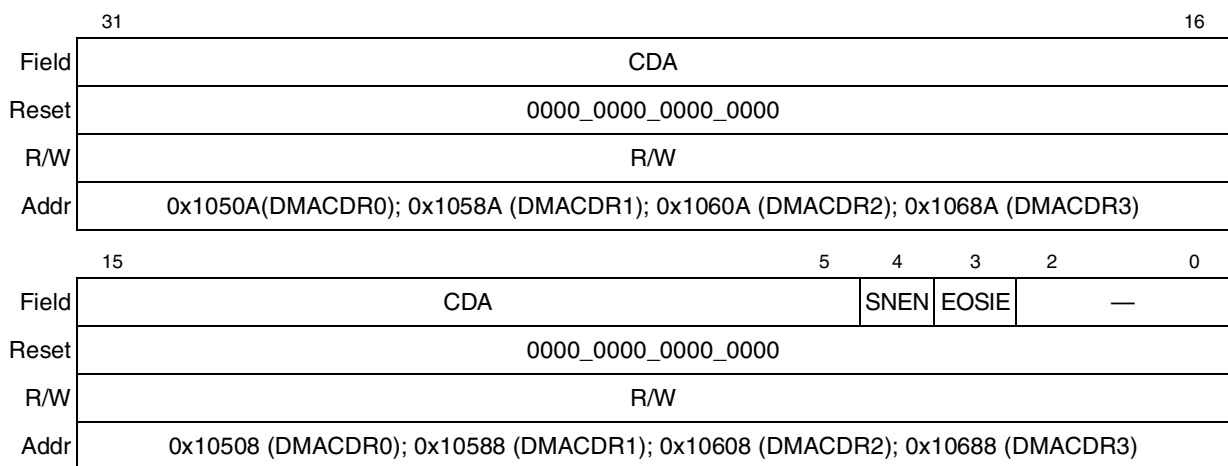 31 16
Field CDA
Reset 0000_0000_0000_0000
R/W R/W
Addr 0x1050A(DMACDR0); 0x1058A (DMACDR1); 0x1060A (DMACDR2); 0x1068A (DMACDR3)
15 5 4 3 2 0
Field CDA SNEN EOSIE —
Reset 0000_0000_0000_0000
R/W R/W
Addr 0x10508 (DMACDR0); 0x10588 (DMACDR1); 0x10608 (DMACDR2); 0x10688 (DMACDR3)